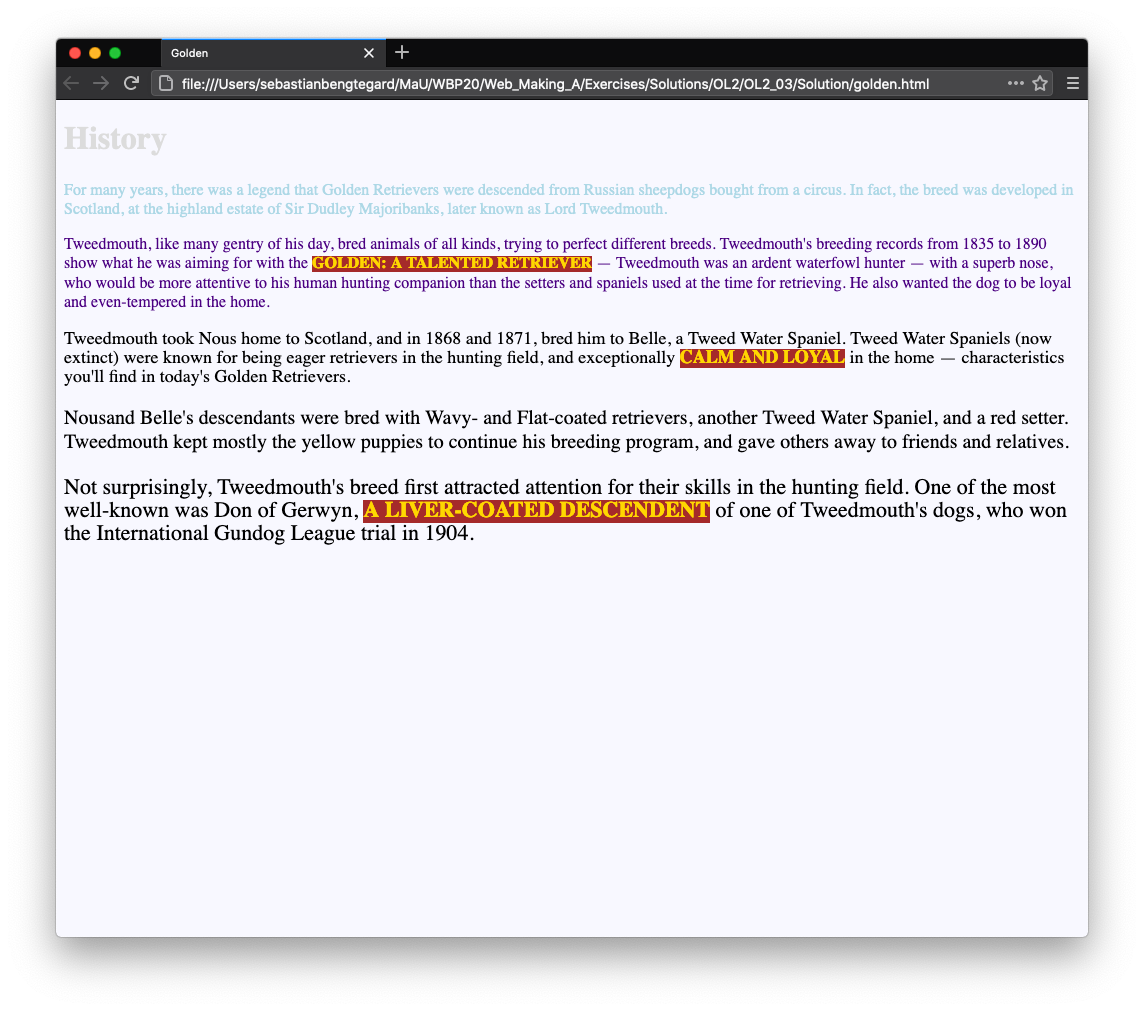 Golden
file:///Users/sebastianbengtegard/MaU/WBP20/Web_Making_A/Exercises/Solutions/OL2/OL2_03/Solution/golden.html
History
For many years, there was a legend that Golden Retrievers were descended from Russian sheepdogs bought from a circus. In fact, the breed was developed in
Scotland, at the highland estate of Sir Dudley Majoribanks, later known as Lord Tweedmouth.
Tweedmouth, like many gentry of his day, bred animals of all kinds, trying to perfect different breeds. Tweedmouth's breeding records from 1835 to 1890
show what he was aiming for with the GOLDEN: A TALENTED RETRIEVER — Tweedmouth was an ardent waterfowl hunter — with a superb nose,
who would be more attentive to his human hunting companion than the setters and spaniels used at the time for retrieving. He also wanted the dog to be loyal
and even-tempered in the home.
Tweedmouth took Nous home to Scotland, and in 1868 and 1871, bred him to Belle, a Tweed Water Spaniel. Tweed Water Spaniels (now
extinct) were known for being eager retrievers in the hunting field, and exceptionally CALM AND LOYAL in the home — characteristics
you'll find in today's Golden Retrievers.
Nousand Belle's descendants were bred with Wavy- and Flat-coated retrievers, another Tweed Water Spaniel, and a red setter.
Tweedmouth kept mostly the yellow puppies to continue his breeding program, and gave others away to friends and relatives.
Not surprisingly, Tweedmouth's breed first attracted attention for their skills in the hunting field. One of the most
well-known was Don of Gerwyn, A LIVER-COATED DESCENDENT of one of Tweedmouth's dogs, who won
the International Gundog League trial in 1904.